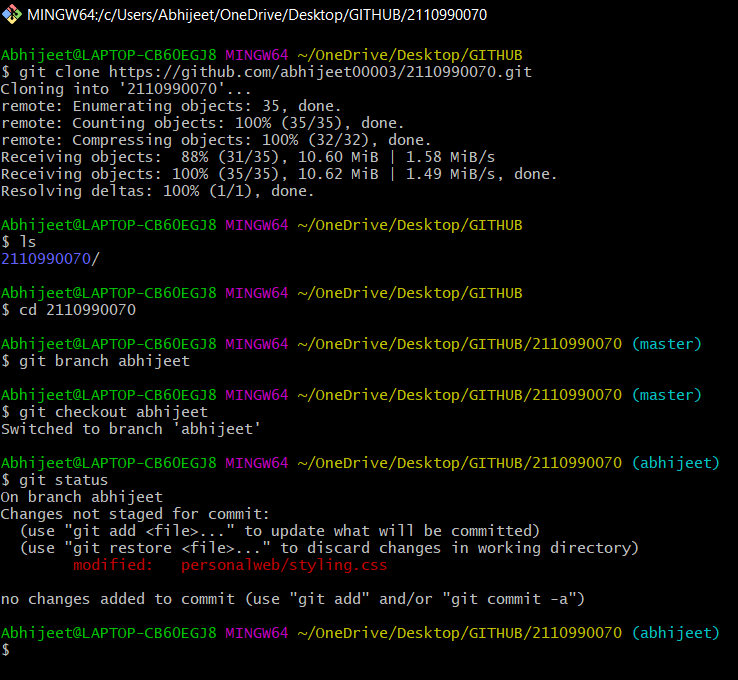 MINGW64:/c/Users/Abhijeet/OneDrive/Desktop/GITHUB/2110990070
Abhijeet@LAPTOP-CB60EGJ8 MINGW64 ~/OneDrive/Desktop/GITHUB
$ git clone https://github.com/abhijeet00003/2110990070.git
Cloning into '2110990070'...
remote: Enumerating objects: 35, done.
remote: Counting objects: 100% (35/35), done.
remote: Compressing objects: 100% (32/32), done.
Receiving objects:  88% (31/35), 10.60 MiB | 1.58 MiB/s
Receiving objects: 100% (35/35), 10.62 MiB | 1.49 MiB/s, done.
Resolving deltas: 100% (1/1), done.
Abhijeet@LAPTOP-CB60EGJ8 MINGW64 ~/OneDrive/Desktop/GITHUB
$ ls
2110990070/
Abhijeet@LAPTOP-CB60EGJ8 MINGW64 ~/OneDrive/Desktop/GITHUB
$ cd 2110990070
Abhijeet@LAPTOP-CB60EGJ8 MINGW64 ~/OneDrive/Desktop/GITHUB/2110990070 (master)
$ git branch abhijeet
Abhijeet@LAPTOP-CB60EGJ8 MINGW64 ~/OneDrive/Desktop/GITHUB/2110990070 (master)
$ git checkout abhijeet
Switched to branch 'abhijeet'
Abhijeet@LAPTOP-CB60EGJ8 MINGW64 ~/OneDrive/Desktop/GITHUB/2110990070 (abhijeet)
$ git status
On branch abhijeet
Changes not staged for commit:
  (use "git add <file>..." to update what will be committed)
  (use "git restore <file>..." to discard changes in working directory)
        modified:   personalweb/styling.css
no changes added to commit (use "git add" and/or "git commit -a")
Abhijeet@LAPTOP-CB60EGJ8 MINGW64 ~/OneDrive/Desktop/GITHUB/2110990070 (abhijeet)
$